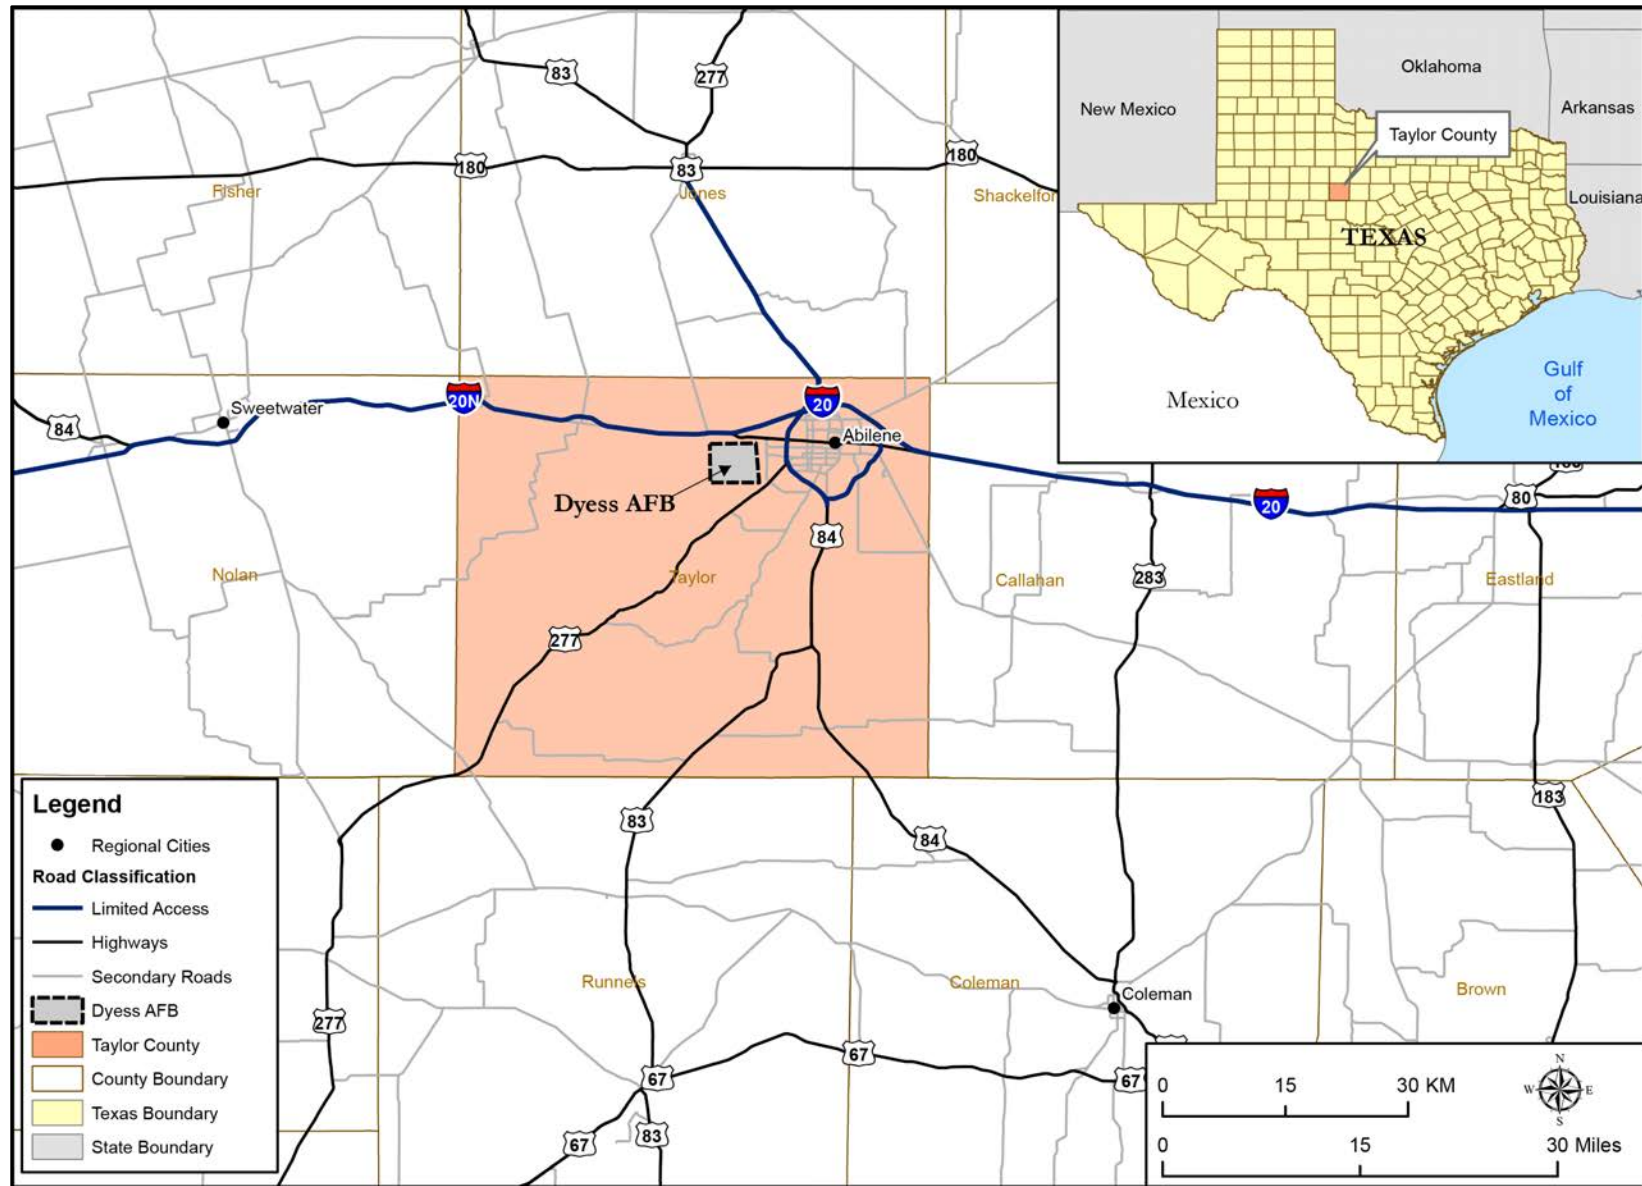 83
277
180
83
180
Fisher
Jones
Shackelfor
New Mexico
Oklahoma
Arkansas
Taylor County
Louisiana
TEXAS
Mexico
Gulf
of
Mexico
20N
20
Sweetwater
84
Abilene
Dyess AFB
84
20
80
Nolan
Taylor
Callahan
283
Eastland
277
83
84
183
Runnels
Coleman
Coleman
Brown
277
67
67
67
67
83
Legend
Regional Cities
Road Classification
Limited Access
Highways
Secondary Roads
Dyess AFB
Taylor County
County Boundary
Texas Boundary
State Boundary
0 15 30 KM
0 15 30 Miles
N
W E
S